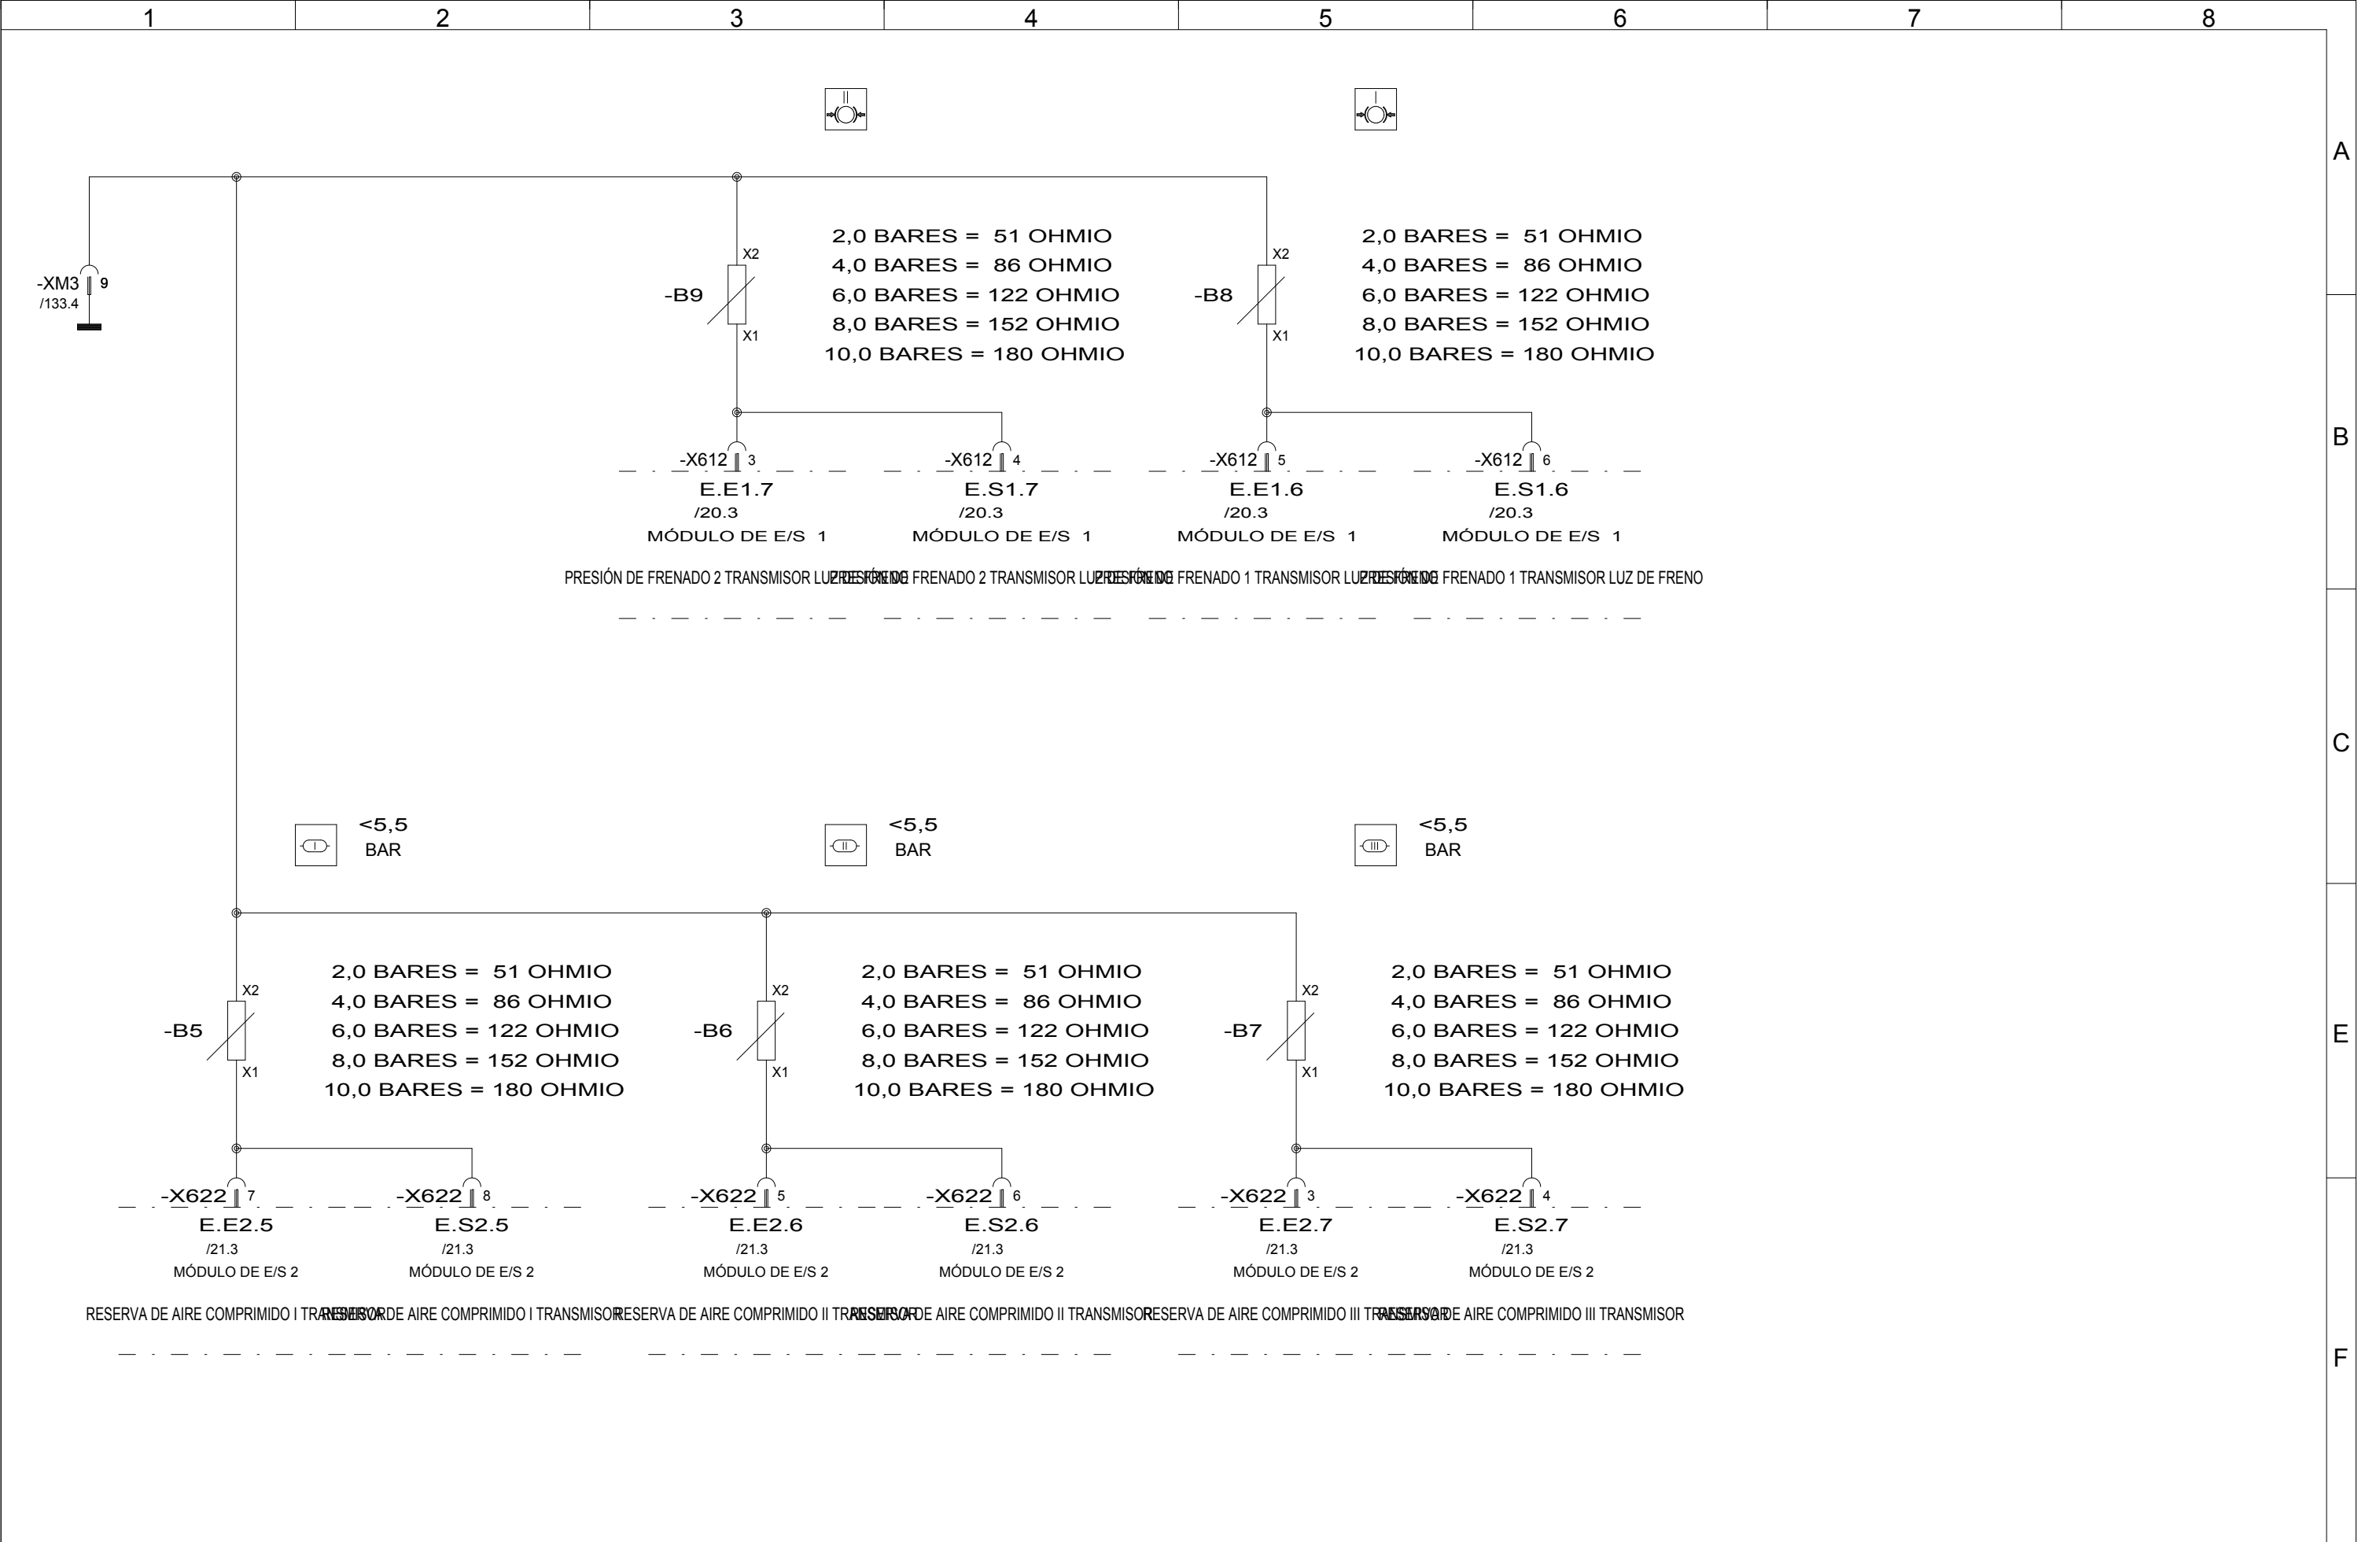 1 2 3 4 5 6 7 8
II I
A
2,0 BARES = 51 OHMIO 2,0 BARES = 51 OHMIO
X2 X2
4,0 BARES = 86 OHMIO 4,0 BARES = 86 OHMIO
-XM3 9
/133.4
-B9 6,0 BARES = 122 OHMIO -B8 6,0 BARES = 122 OHMIO
8,0 BARES = 152 OHMIO 8,0 BARES = 152 OHMIO
X1 X1
10,0 BARES = 180 OHMIO 10,0 BARES = 180 OHMIO
B
-X612 3 -X612 4 -X612 5 -X612 6
E.E1.7 E.S1.7 E.E1.6 E.S1.6
/20.3 /20.3 /20.3 /20.3
MÓDULO DE E/S 1 MÓDULO DE E/S 1 MÓDULO DE E/S 1 MÓDULO DE E/S 1
PRESIÓN DE FRENADO 2 TRANSMISOR LUZ DE FRENO PRESIÓN DE FRENADO 2 TRANSMISOR LUZ DE FRENO PRESIÓN DE FRENADO 1 TRANSMISOR LUZ DE FRENO PRESIÓN DE FRENADO 1 TRANSMISOR LUZ DE FRENO
C
<5,5 <5,5 <5,5
I BAR II BAR III BAR
2,0 BARES = 51 OHMIO 2,0 BARES = 51 OHMIO 2,0 BARES = 51 OHMIO
X2 X2 X2
4,0 BARES = 86 OHMIO 4,0 BARES = 86 OHMIO 4,0 BARES = 86 OHMIO
-B5 6,0 BARES = 122 OHMIO -B6 6,0 BARES = 122 OHMIO -B7 6,0 BARES = 122 OHMIO E
8,0 BARES = 152 OHMIO 8,0 BARES = 152 OHMIO 8,0 BARES = 152 OHMIO
X1 X1 X1
10,0 BARES = 180 OHMIO 10,0 BARES = 180 OHMIO 10,0 BARES = 180 OHMIO
-X622 7 -X622 8 -X622 5 -X622 6 -X622 3 -X622 4
E.E2.5 E.S2.5 E.E2.6 E.S2.6 E.E2.7 E.S2.7
/21.3 /21.3 /21.3 /21.3 /21.3 /21.3
MÓDULO DE E/S 2 MÓDULO DE E/S 2 MÓDULO DE E/S 2 MÓDULO DE E/S 2 MÓDULO DE E/S 2 MÓDULO DE E/S 2
RESERVA DE AIRE COMPRIMIDO I TRANSMISOR RESERVA DE AIRE COMPRIMIDO I TRANSMISOR RESERVA DE AIRE COMPRIMIDO II TRANSMISOR RESERVA DE AIRE COMPRIMIDO II TRANSMISOR RESERVA DE AIRE COMPRIMIDO III TRANSMISOR RESERVA DE AIRE COMPRIMIDO III TRANSMISOR
F